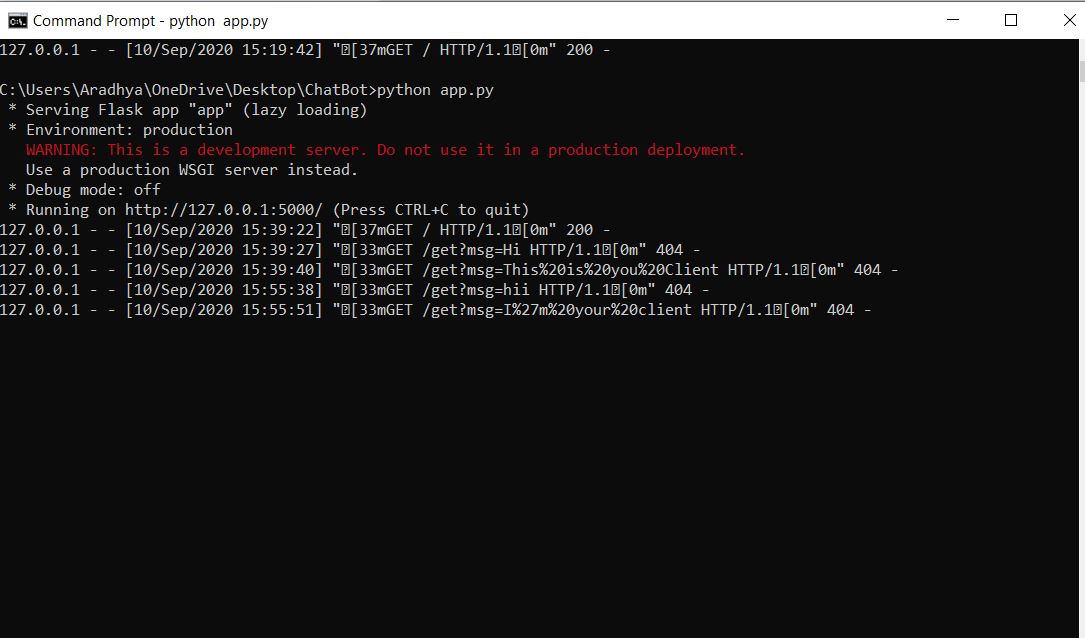 Command Prompt - python  app.py
127.0.0.1 - - [10/Sep/2020 15:19:42] "�[37mGET / HTTP/1.1�[0m" 200 -
C:\Users\Aradhya\OneDrive\Desktop\ChatBot>python app.py
 * Serving Flask app "app" (lazy loading)
 * Environment: production
   WARNING: This is a development server. Do not use it in a production deployment.
   Use a production WSGI server instead.
 * Debug mode: off
 * Running on http://127.0.0.1:5000/ (Press CTRL+C to quit)
127.0.0.1 - - [10/Sep/2020 15:39:22] "�[37mGET / HTTP/1.1�[0m" 200 -
127.0.0.1 - - [10/Sep/2020 15:39:27] "�[33mGET /get?msg=Hi HTTP/1.1�[0m" 404 -
127.0.0.1 - - [10/Sep/2020 15:39:40] "�[33mGET /get?msg=This%20is%20you%20Client HTTP/1.1�[0m" 404 -
127.0.0.1 - - [10/Sep/2020 15:55:38] "�[33mGET /get?msg=hii HTTP/1.1�[0m" 404 -
127.0.0.1 - - [10/Sep/2020 15:55:51] "�[33mGET /get?msg=I%27m%20your%20client HTTP/1.1�[0m" 404 -